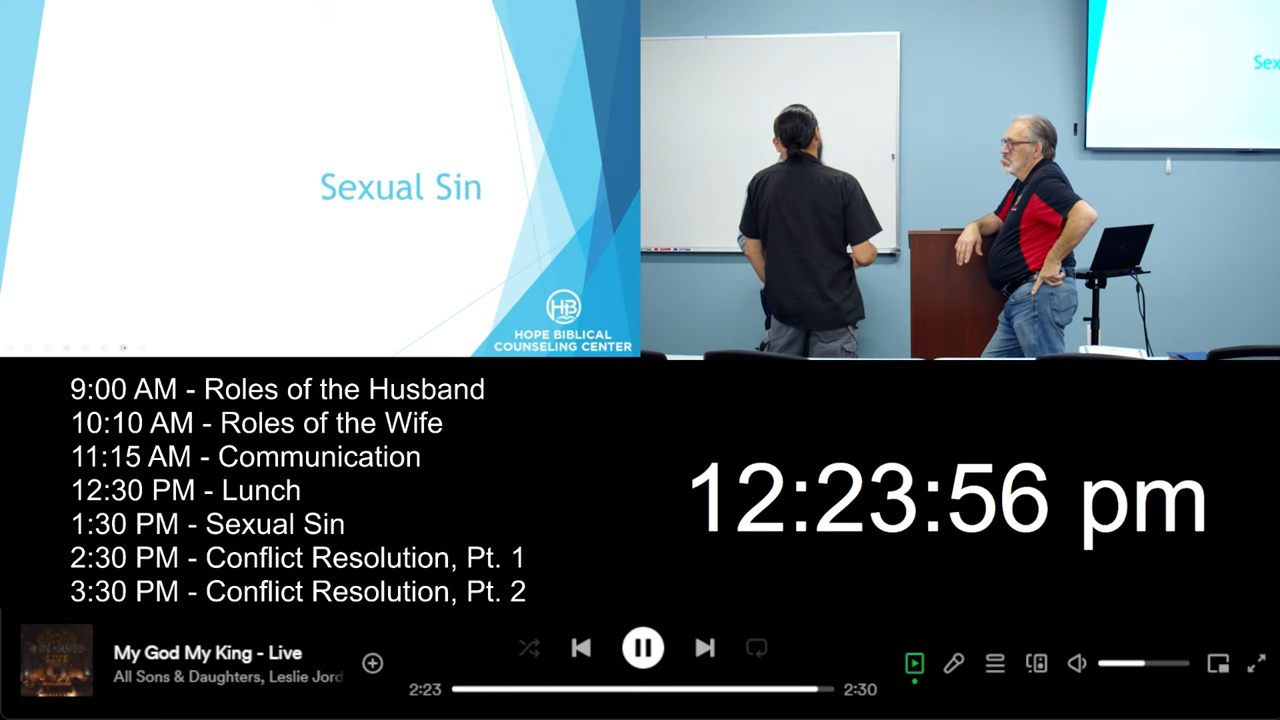 Sexual Sin
HB
HOPE BIBLICAL
COUNSELING CENTER
Sex
9:00 AM - Roles of the Husband
10:10 AM - Roles of the Wife
11:15 AM - Communication
12:30 PM - Lunch
1:30 PM - Sexual Sin
2:30 PM - Conflict Resolution, Pt. 1
3:30 PM - Conflict Resolution, Pt. 2
12:23:56 pm
LIVE
My God My King - Live
All Sons & Daughters, Leslie Jord
2:23
2:30